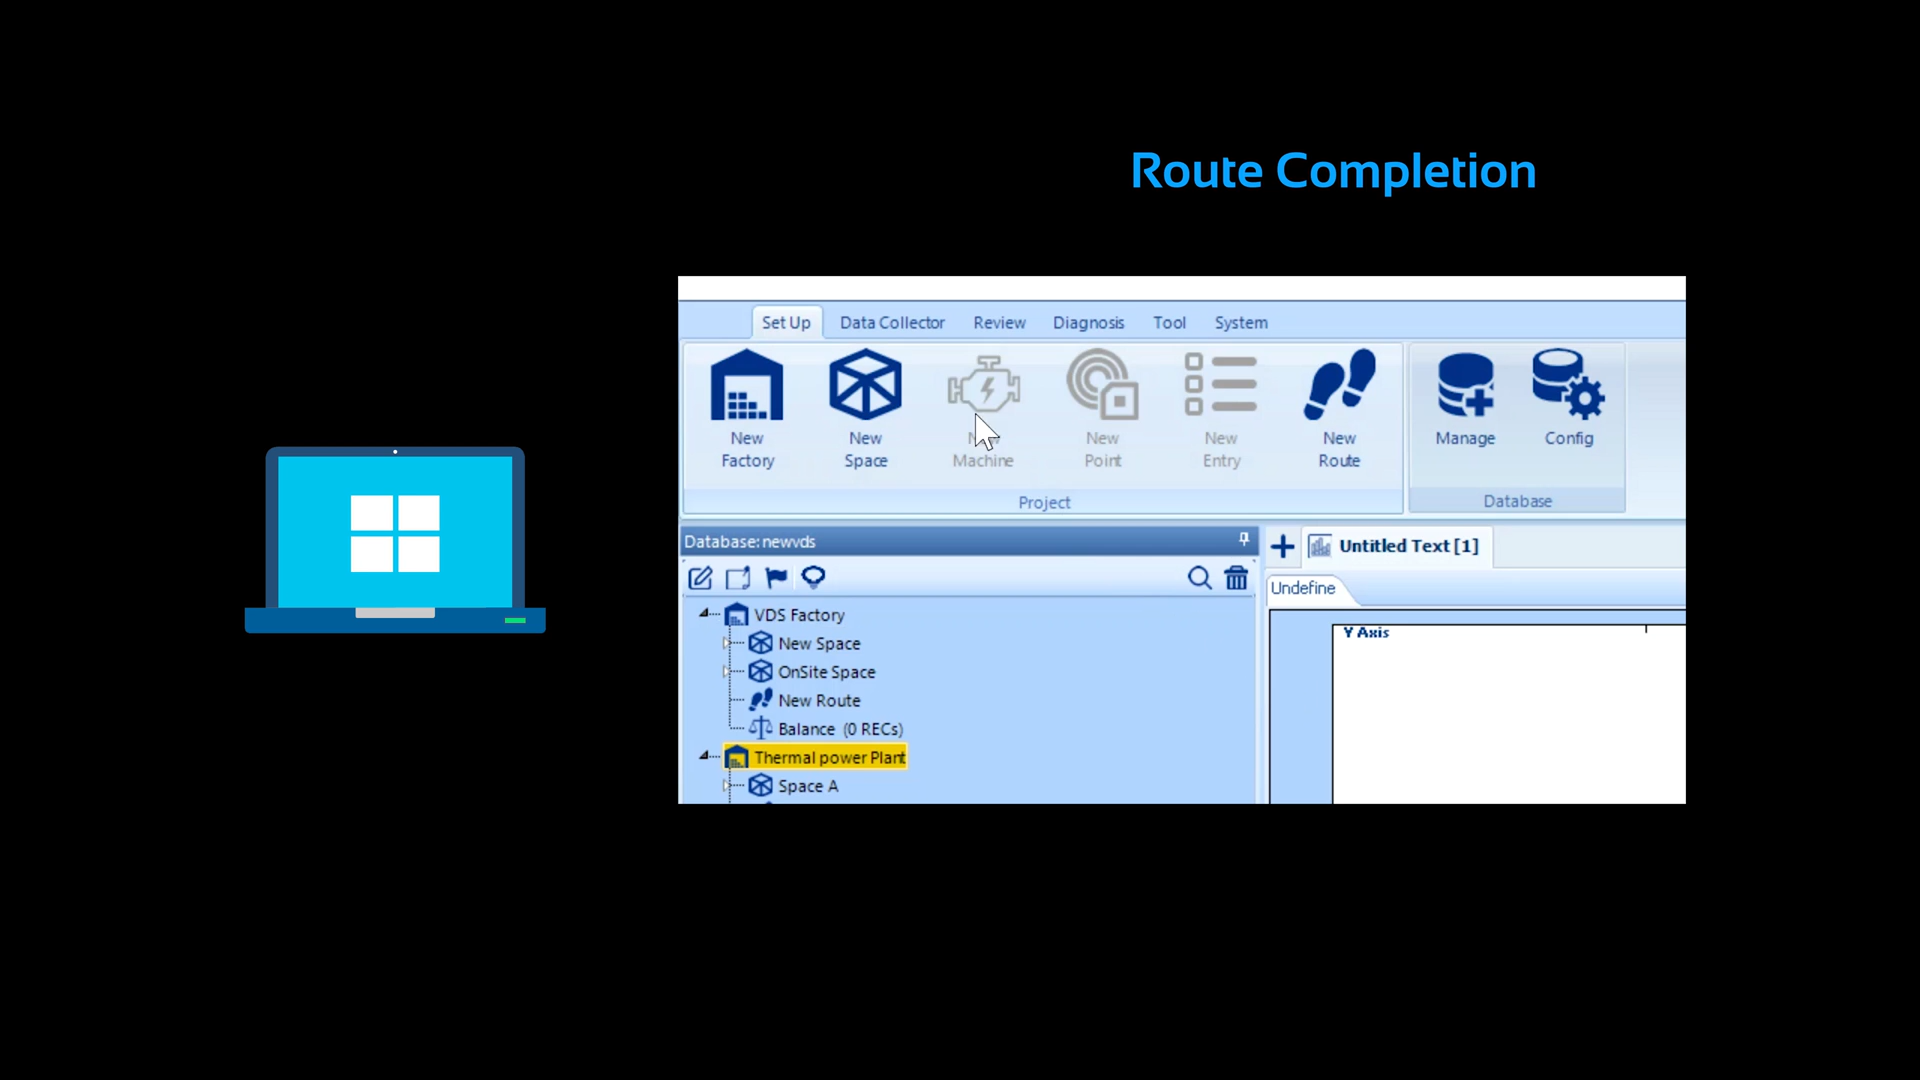 Route Completion
Set Up Data Collector Review Diagnosis Tool System
New Factory New Space New Machine New Point New Entry New Route Manage Config
Project Database
Database: newvds
Untitled Text [1]
Undefine
Y Axis
VDS Factory
New Space
OnSite Space
New Route
Balance (0 RECs)
Thermal power Plant
Space A